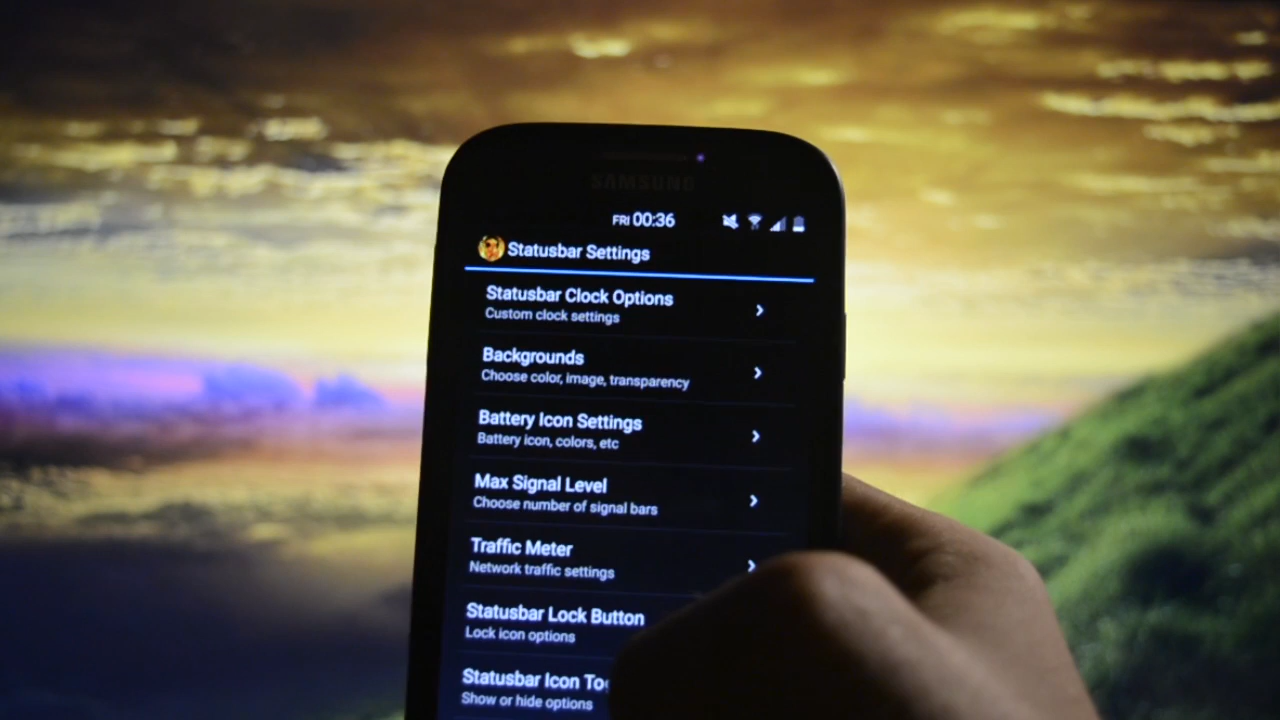 SAMSUNG
FRI 00:36
Statusbar Settings
Statusbar Clock Options
Custom clock settings
Backgrounds
Choose color, image, transparency
Battery Icon Settings
Battery icon, colors, etc
Max Signal Level
Choose number of signal bars
Traffic Meter
Network traffic settings
Statusbar Lock Button
Lock icon options
Statusbar Icon
Show or hide options